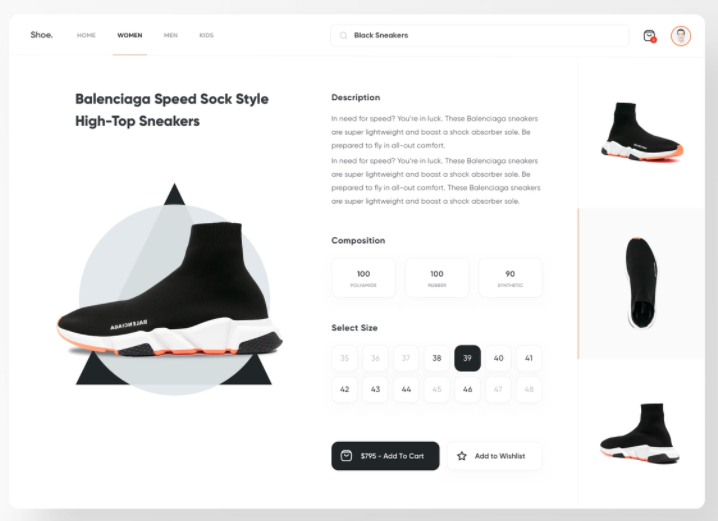 Shoe.
HOME WOMEN MEN KIDS
Black Sneakers
Balenciaga Speed Sock Style
High-Top Sneakers
BALENCIAGA
Description
In need for speed? You're in luck. These Balenciaga sneakers
are super lightweight and boast a shock absorber sole. Be
prepared to fly in all-out comfort.
In need for speed? You're in luck. These Balenciaga sneakers
are super lightweight and boast a shock absorber sole. Be
prepared to fly in all-out comfort. These Balenciaga sneakers
are super lightweight and boast a shock absorber sole.
Composition
100 100 90
POLYAMIDE RUBBER SYNTHETIC
Select Size
35 36 37 38 39 40 41
42 43 44 45 46 47 48
$795 - Add To Cart
Add to Wishlist